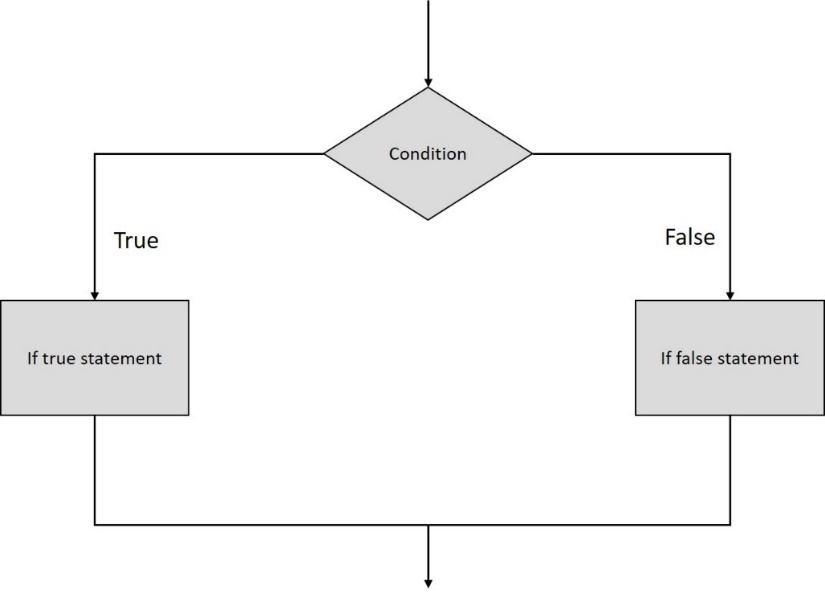 Condition
True
False
If true statement
If false statement